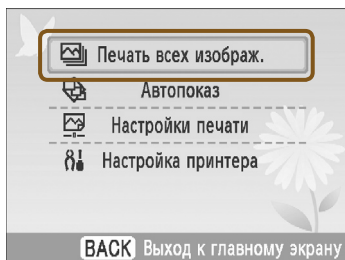 Печать всех изображ.
Автопоказ
Настройки печати
Настройка принтера
BACK Выход к главному экрану